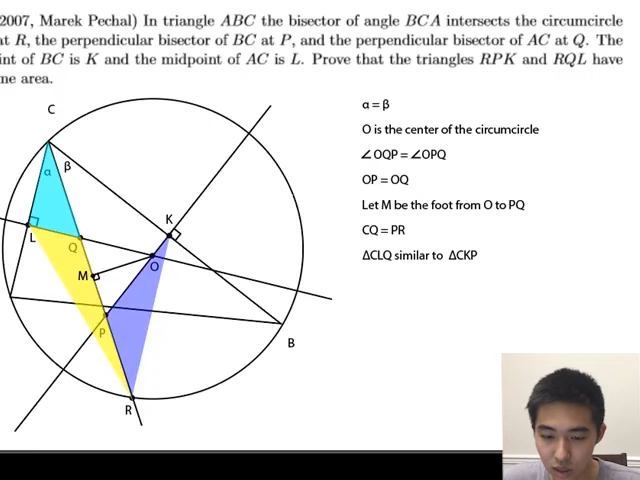 2007, Marek Pechal) In triangle ABC the bisector of angle BCA intersects the circumcircle
at R, the perpendicular bisector of BC at P, and the perpendicular bisector of AC at Q. The
int of BC is K and the midpoint of AC is L. Prove that the triangles RPK and RQL have
me area.
C
α = β
O is the center of the circumcircle
∠OQP = ∠OPQ
OP = OQ
Let M be the foot from O to PQ
CQ = PR
ΔCLQ similar to ΔCKP
β
α
K
L
Q
O
M
P
B
R